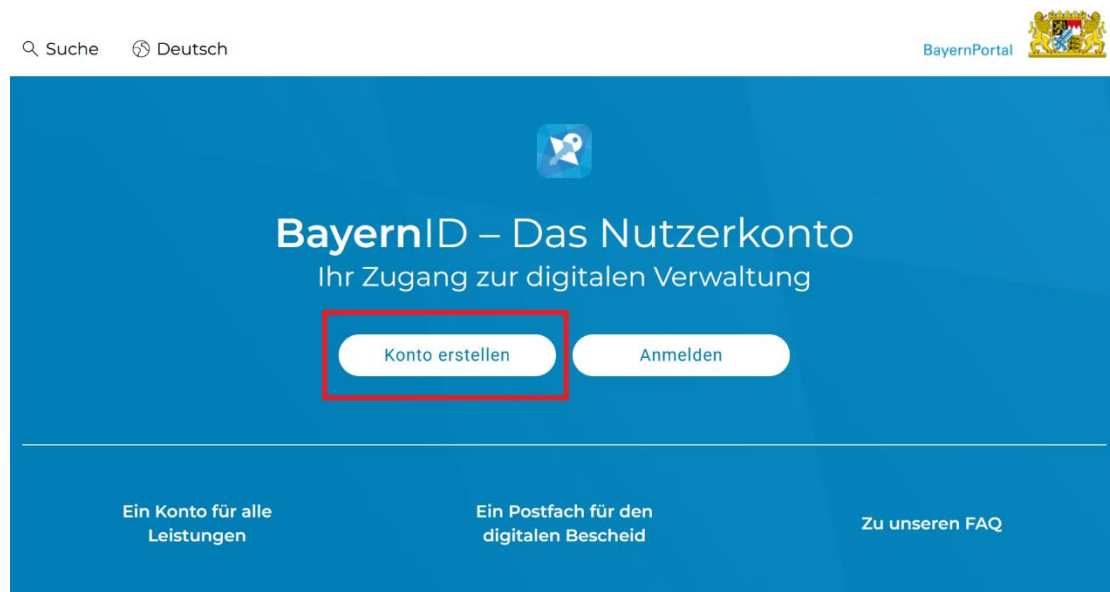 Suche
Deutsch
BayernPortal
BayernID – Das Nutzerkonto
Ihr Zugang zur digitalen Verwaltung
Konto erstellen
Anmelden
Ein Konto für alle
Leistungen
Ein Postfach für den
digitalen Bescheid
Zu unseren FAQ